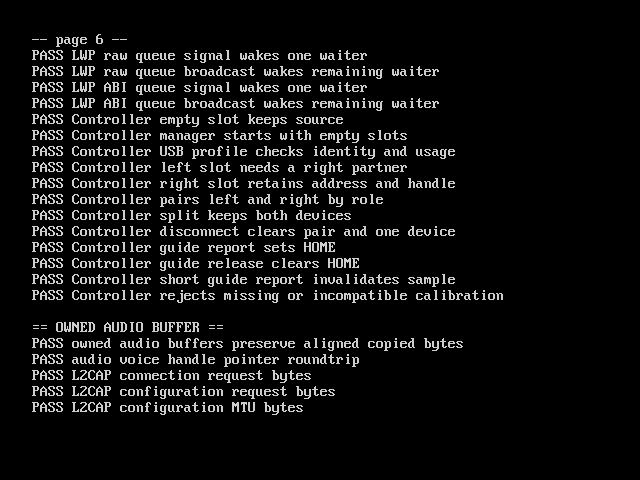 -- page 6 --
PASS LWP raw queue signal wakes one waiter
PASS LWP raw queue broadcast wakes remaining waiter
PASS LWP ABI queue signal wakes one waiter
PASS LWP ABI queue broadcast wakes remaining waiter
PASS Controller empty slot keeps source
PASS Controller manager starts with empty slots
PASS Controller USB profile checks identity and usage
PASS Controller left slot needs a right partner
PASS Controller right slot retains address and handle
PASS Controller pairs left and right by role
PASS Controller split keeps both devices
PASS Controller disconnect clears pair and one device
PASS Controller guide report sets HOME
PASS Controller guide release clears HOME
PASS Controller short guide report invalidates sample
PASS Controller rejects missing or incompatible calibration
== OWNED AUDIO BUFFER ==
PASS owned audio buffers preserve aligned copied bytes
PASS audio voice handle pointer roundtrip
PASS L2CAP connection request bytes
PASS L2CAP configuration request bytes
PASS L2CAP configuration MTU bytes